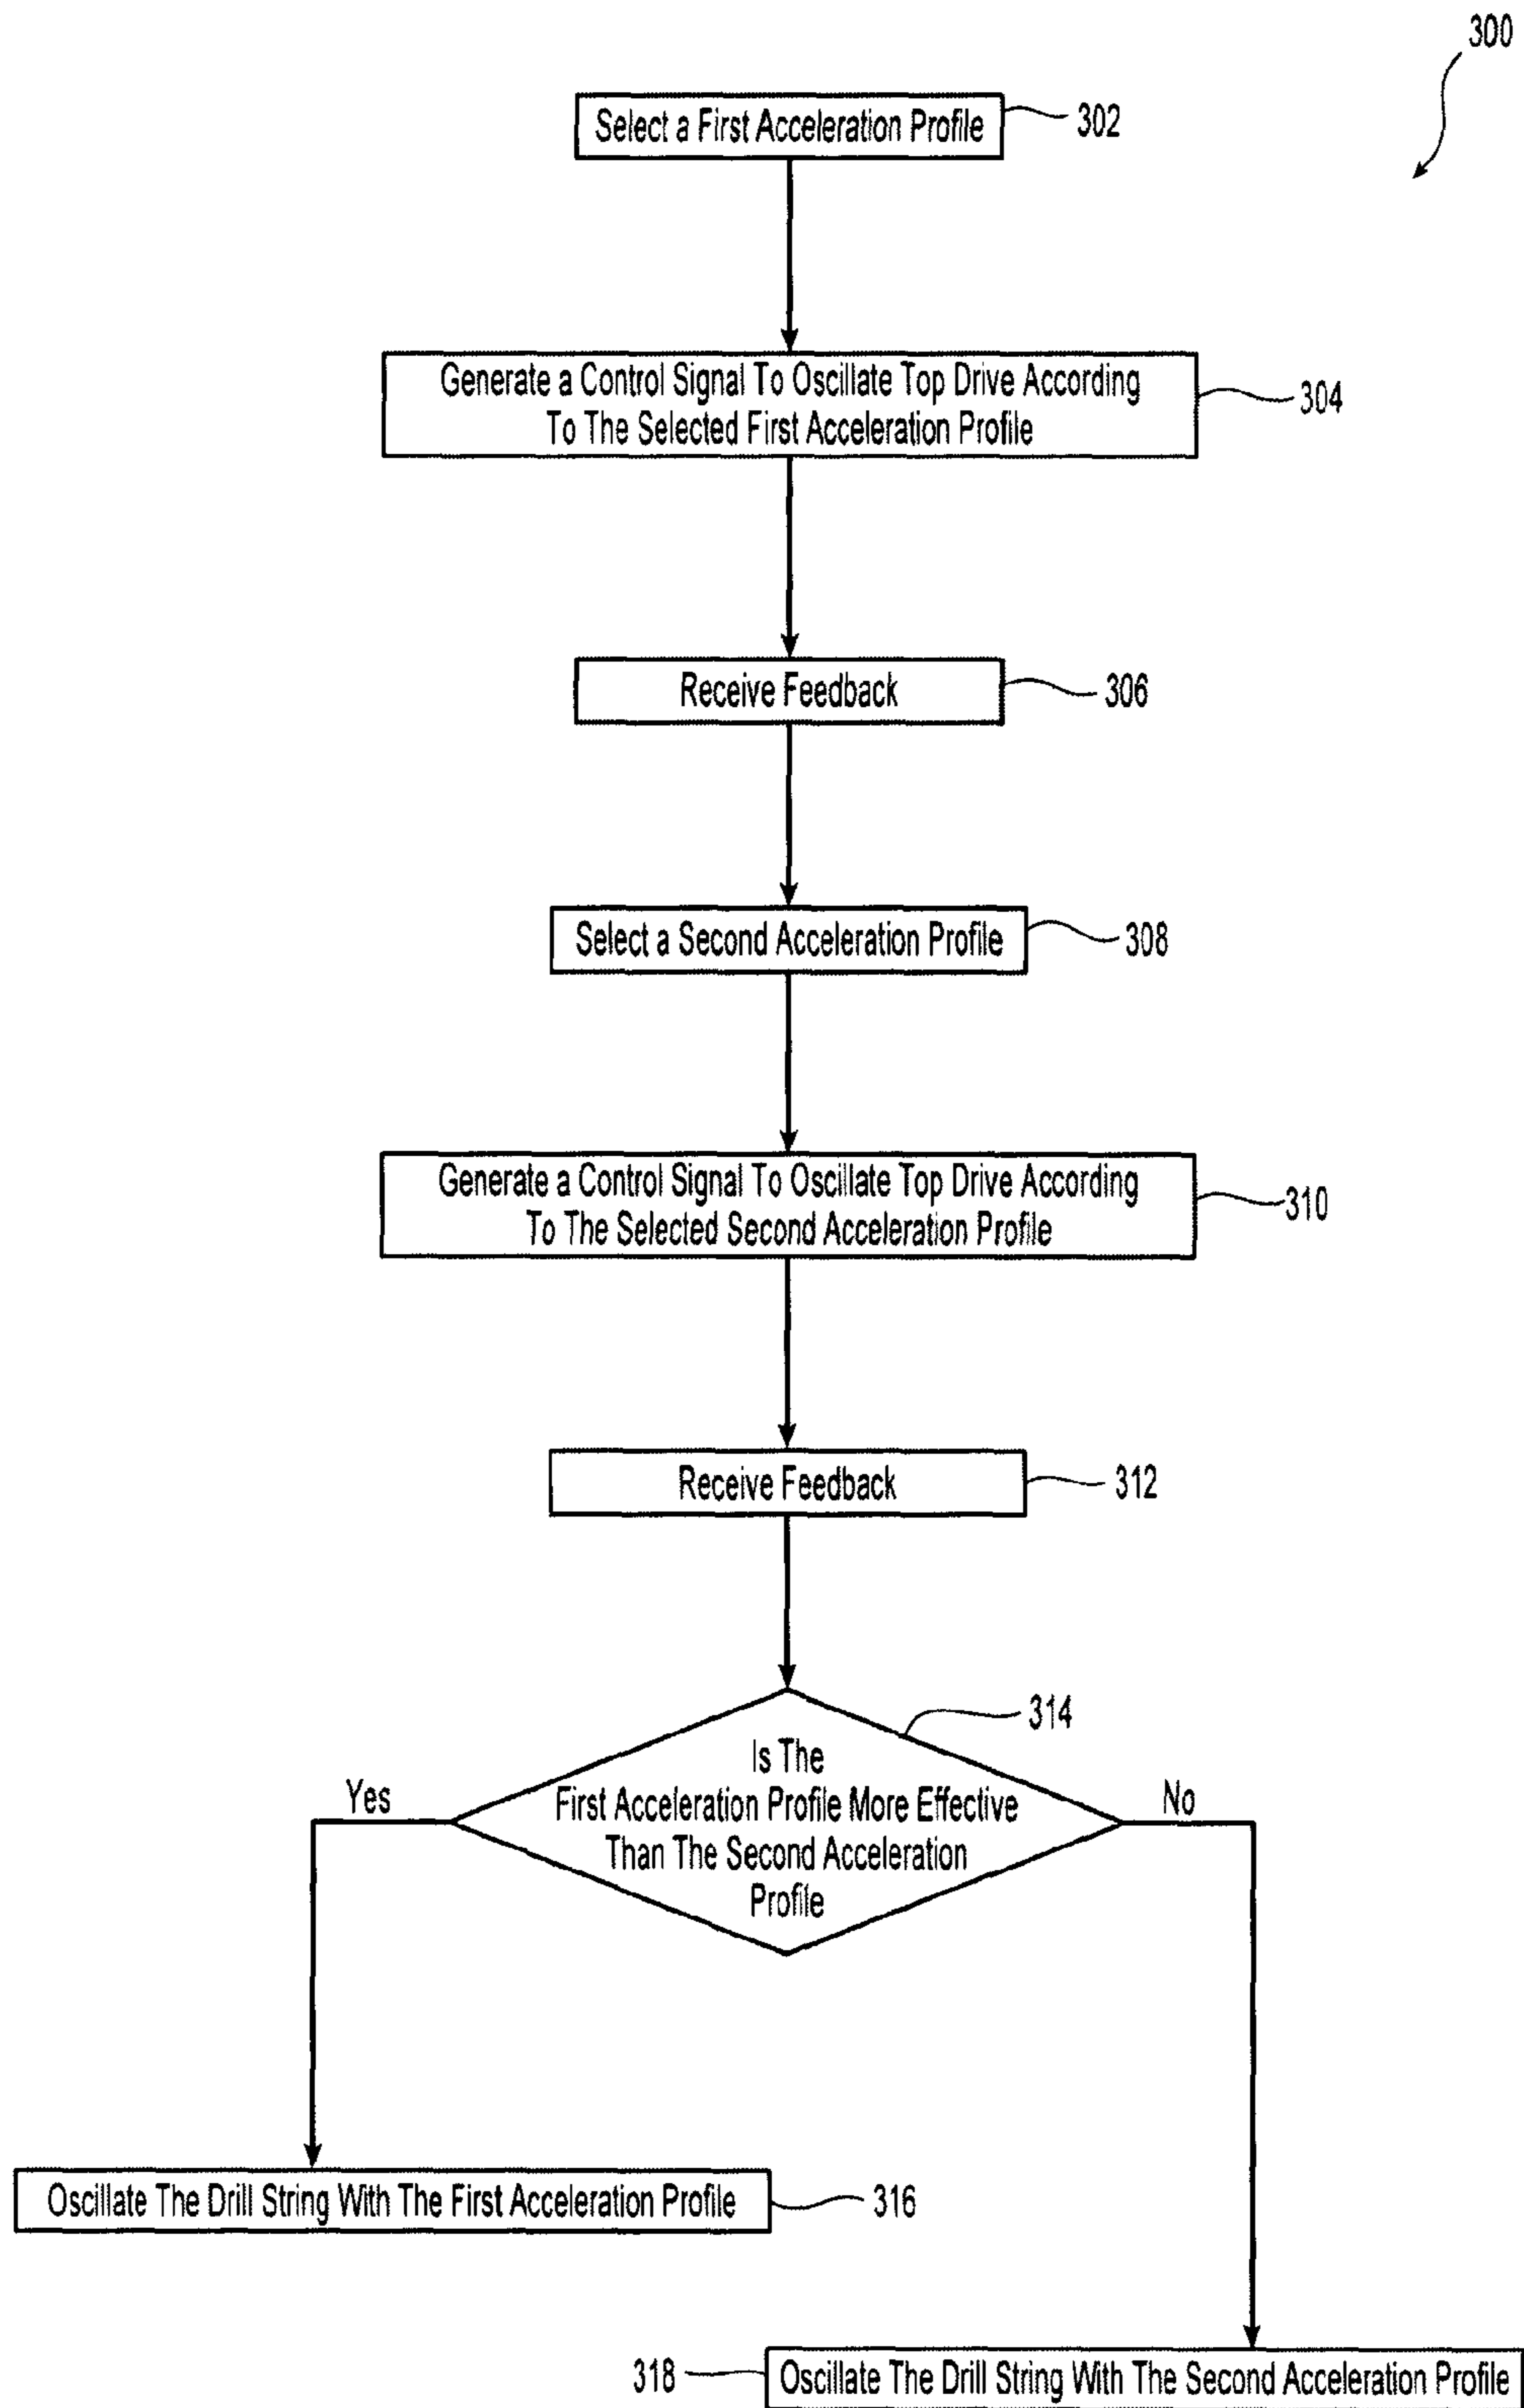 300
Select a First Acceleration Profile
302
Generate a Control Signal To Oscillate Top Drive According
To The Selected First Acceleration Profile
304
Receive Feedback
306
Select a Second Acceleration Profile
308
Generate a Control Signal To Oscillate Top Drive According
To The Selected Second Acceleration Profile
310
Receive Feedback
312
314
Is The
First Acceleration Profile More Effective
Than The Second Acceleration
Profile
Yes
No
Oscillate The Drill String With The First Acceleration Profile
316
318
Oscillate The Drill String With The Second Acceleration Profile